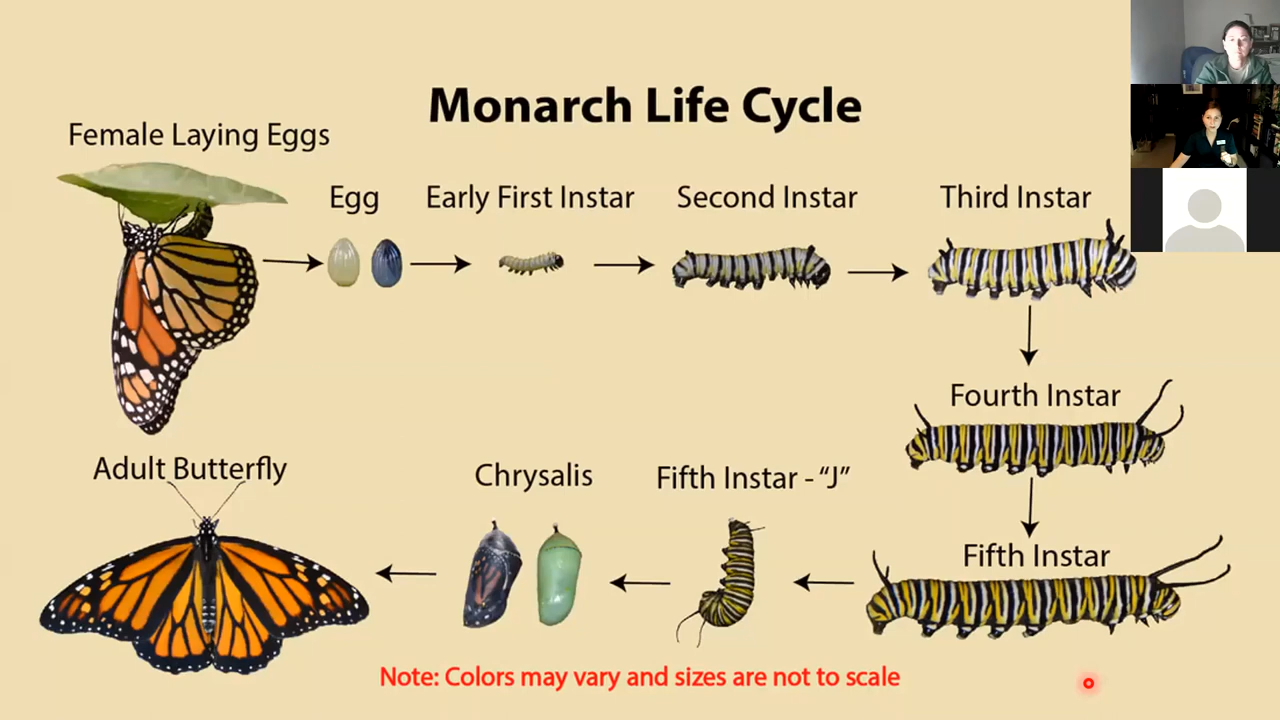 Monarch Life Cycle
Female Laying Eggs
Egg
Early First Instar
Second Instar
Third Instar
Fourth Instar
Fifth Instar
Fifth Instar - “J”
Chrysalis
Adult Butterfly
Note: Colors may vary and sizes are not to scale